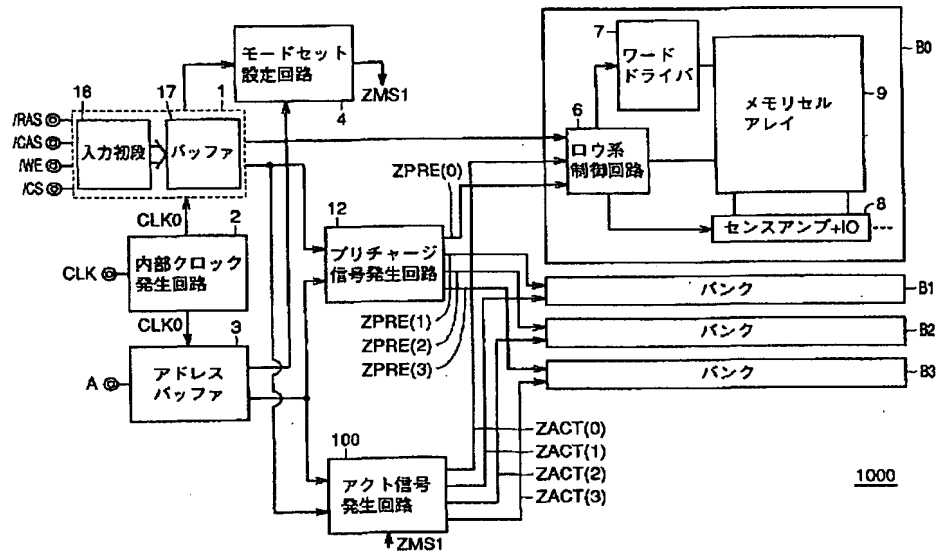 /RAS
/CAS
/WE
/CS
16
17
1
入力初段
バッファ
モードセット
設定回路
4
ZMS1
CLK0
2
CLK
内部クロック
発生回路
CLK0
3
A
アドレス
バッファ
12
プリチャージ
信号発生回路
ZPRE(0)
ZPRE(1)
ZPRE(2)
ZPRE(3)
100
アクト信号
発生回路
ZMS1
ZACT(0)
ZACT(1)
ZACT(2)
ZACT(3)
7
ワード
ドライバ
6
ロウ系
制御回路
メモリセル
アレイ
9
センスアンプ+IO
8
B0
バンク
B1
バンク
B2
バンク
B3
1000